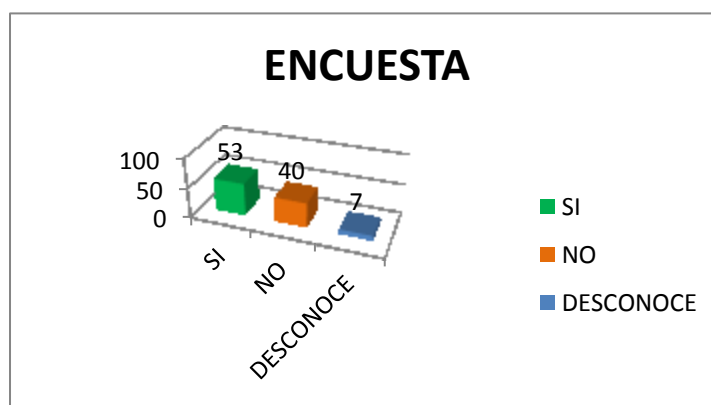 ENCUESTA
100
50
0
53
40
7
SI
NO
DESCONOCE
SI
NO
DESCONOCE